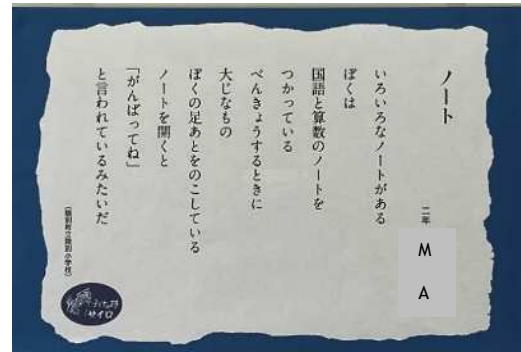 ノート
二年
M
A
いろいろなノートがある
ぼくは
国語と算数のノートを
つかっている
べんきょうするときに
大じなもの
ぼくの足あとをのこしている
ノートを開くと
「がんばってね」
と言われているみたいだ
サイロ